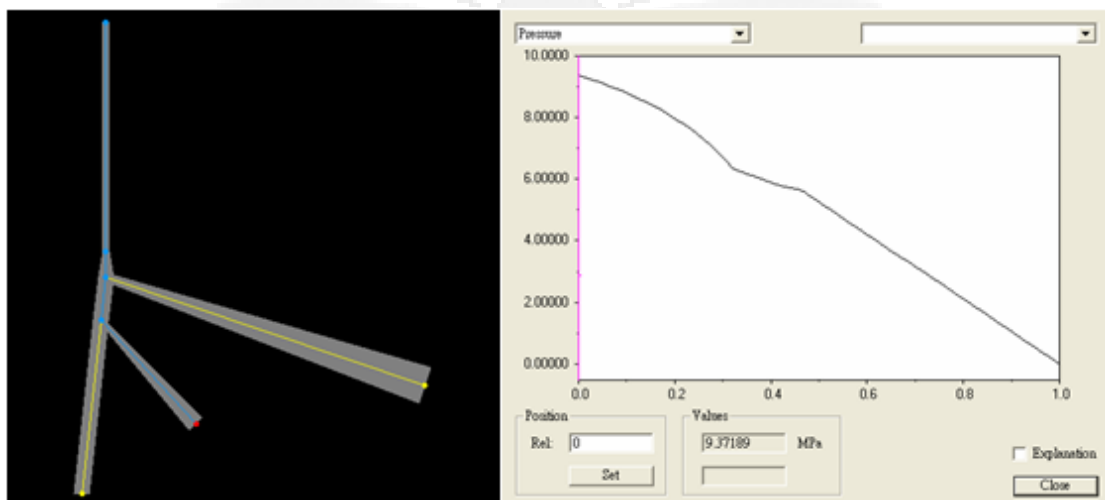 Pressure
10.0000
8.00000
6.00000
4.00000
2.00000
0.00000
0.0 0.2 0.4 0.6 0.8 1.0
Position
Values
Rel: 0
9.37189 MPa
Set
Explanation
Close